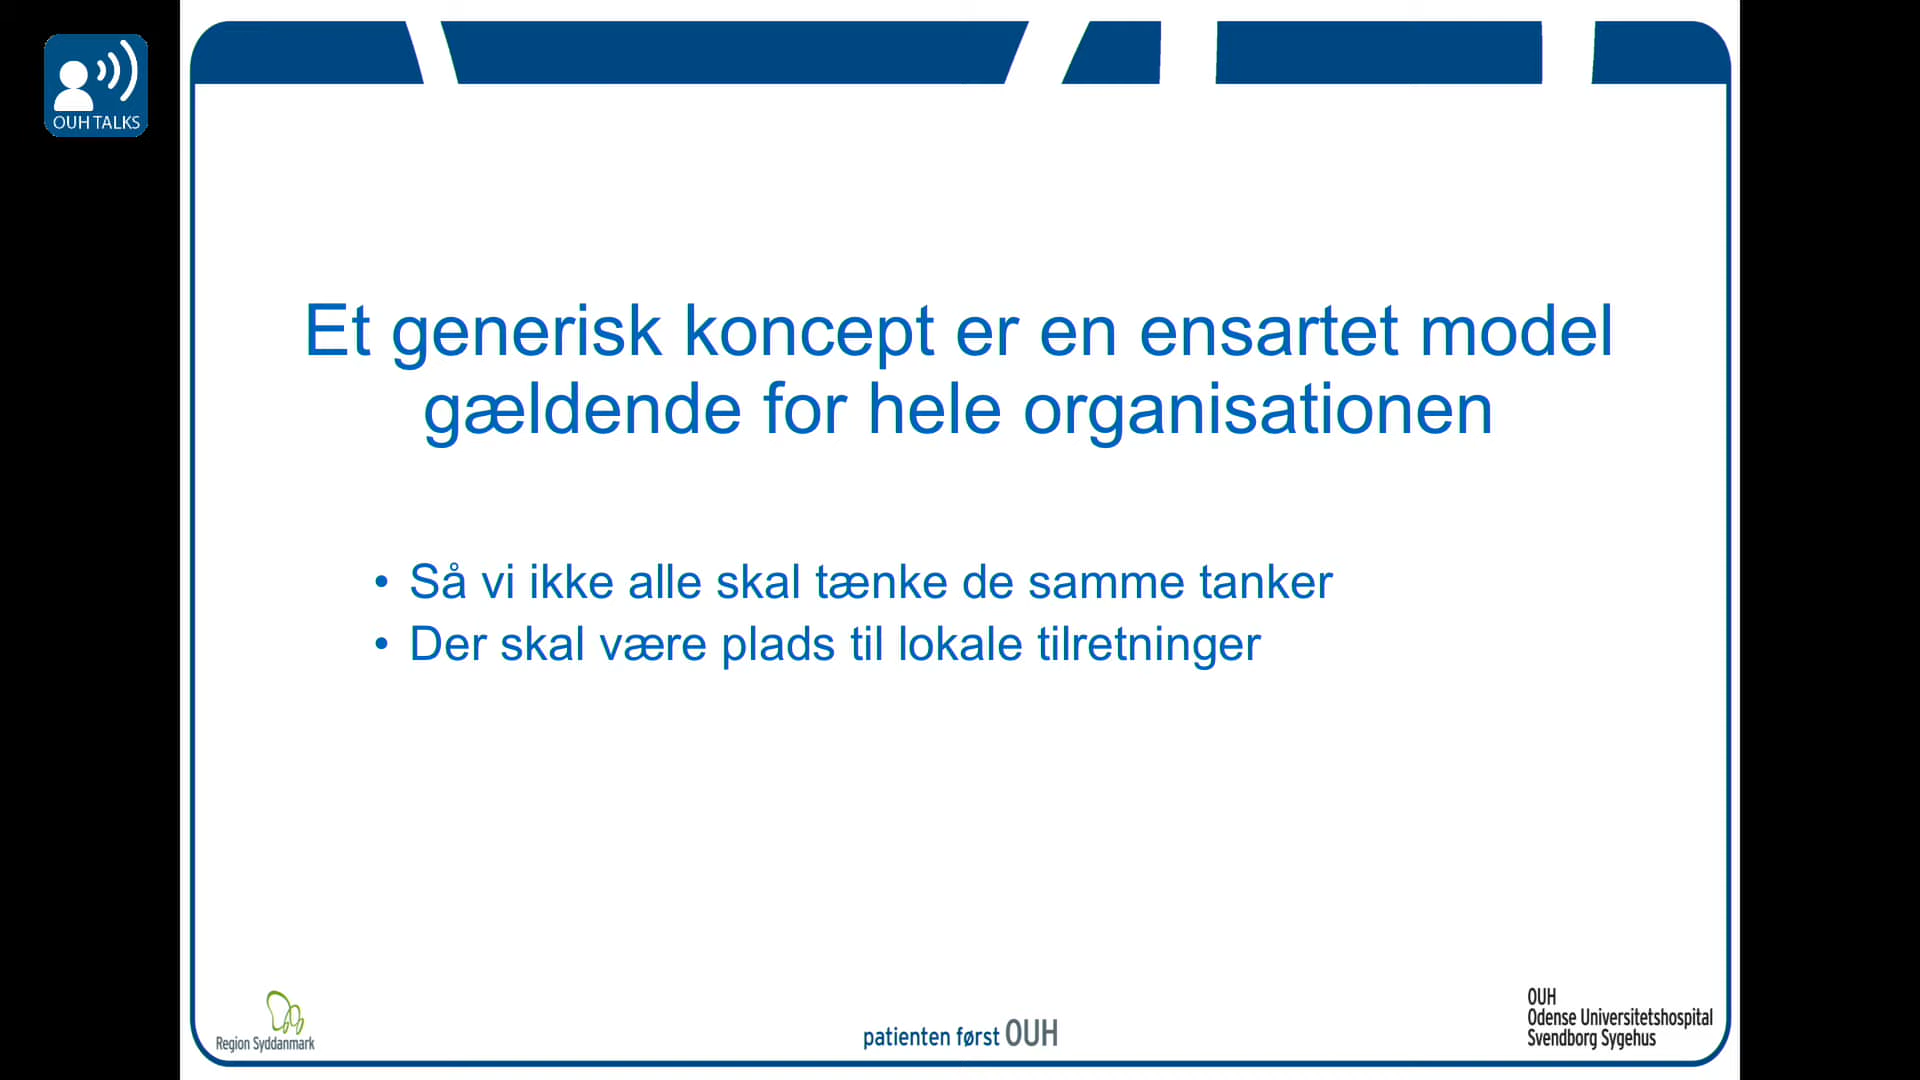 OUH TALKS
Et generisk koncept er en ensartet model
gældende for hele organisationen
• Så vi ikke alle skal tænke de samme tanker
• Der skal være plads til lokale tilretninger
Region Syddanmark
patienten først OUH
OUH
Odense Universitetshospital
Svendborg Sygehus